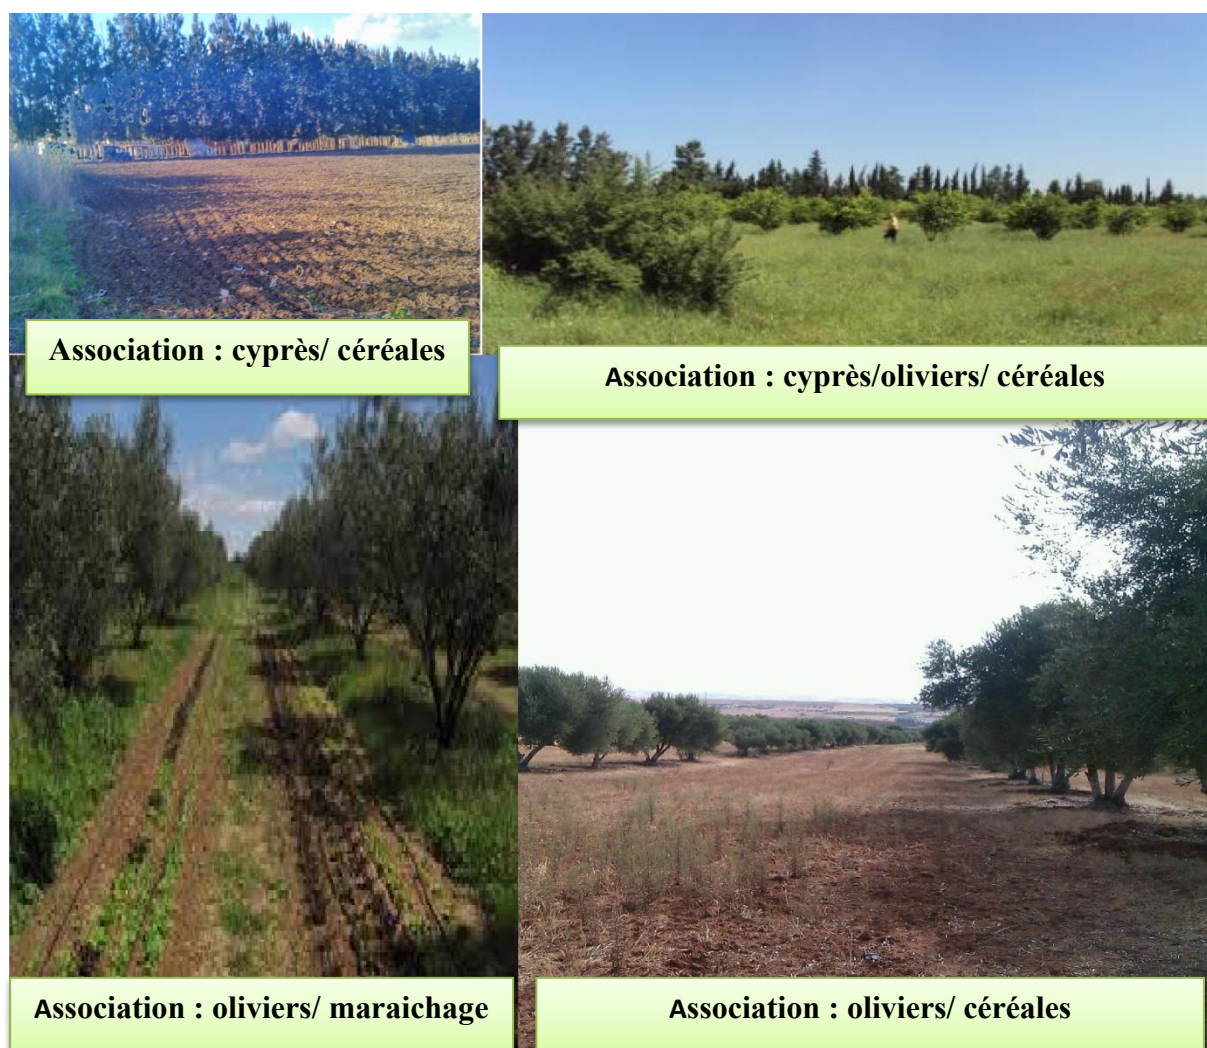 Association : cyprès/ céréales
Association : cyprès/oliviers/ céréales
Association : oliviers/ maraichage
Association : oliviers/ céréales